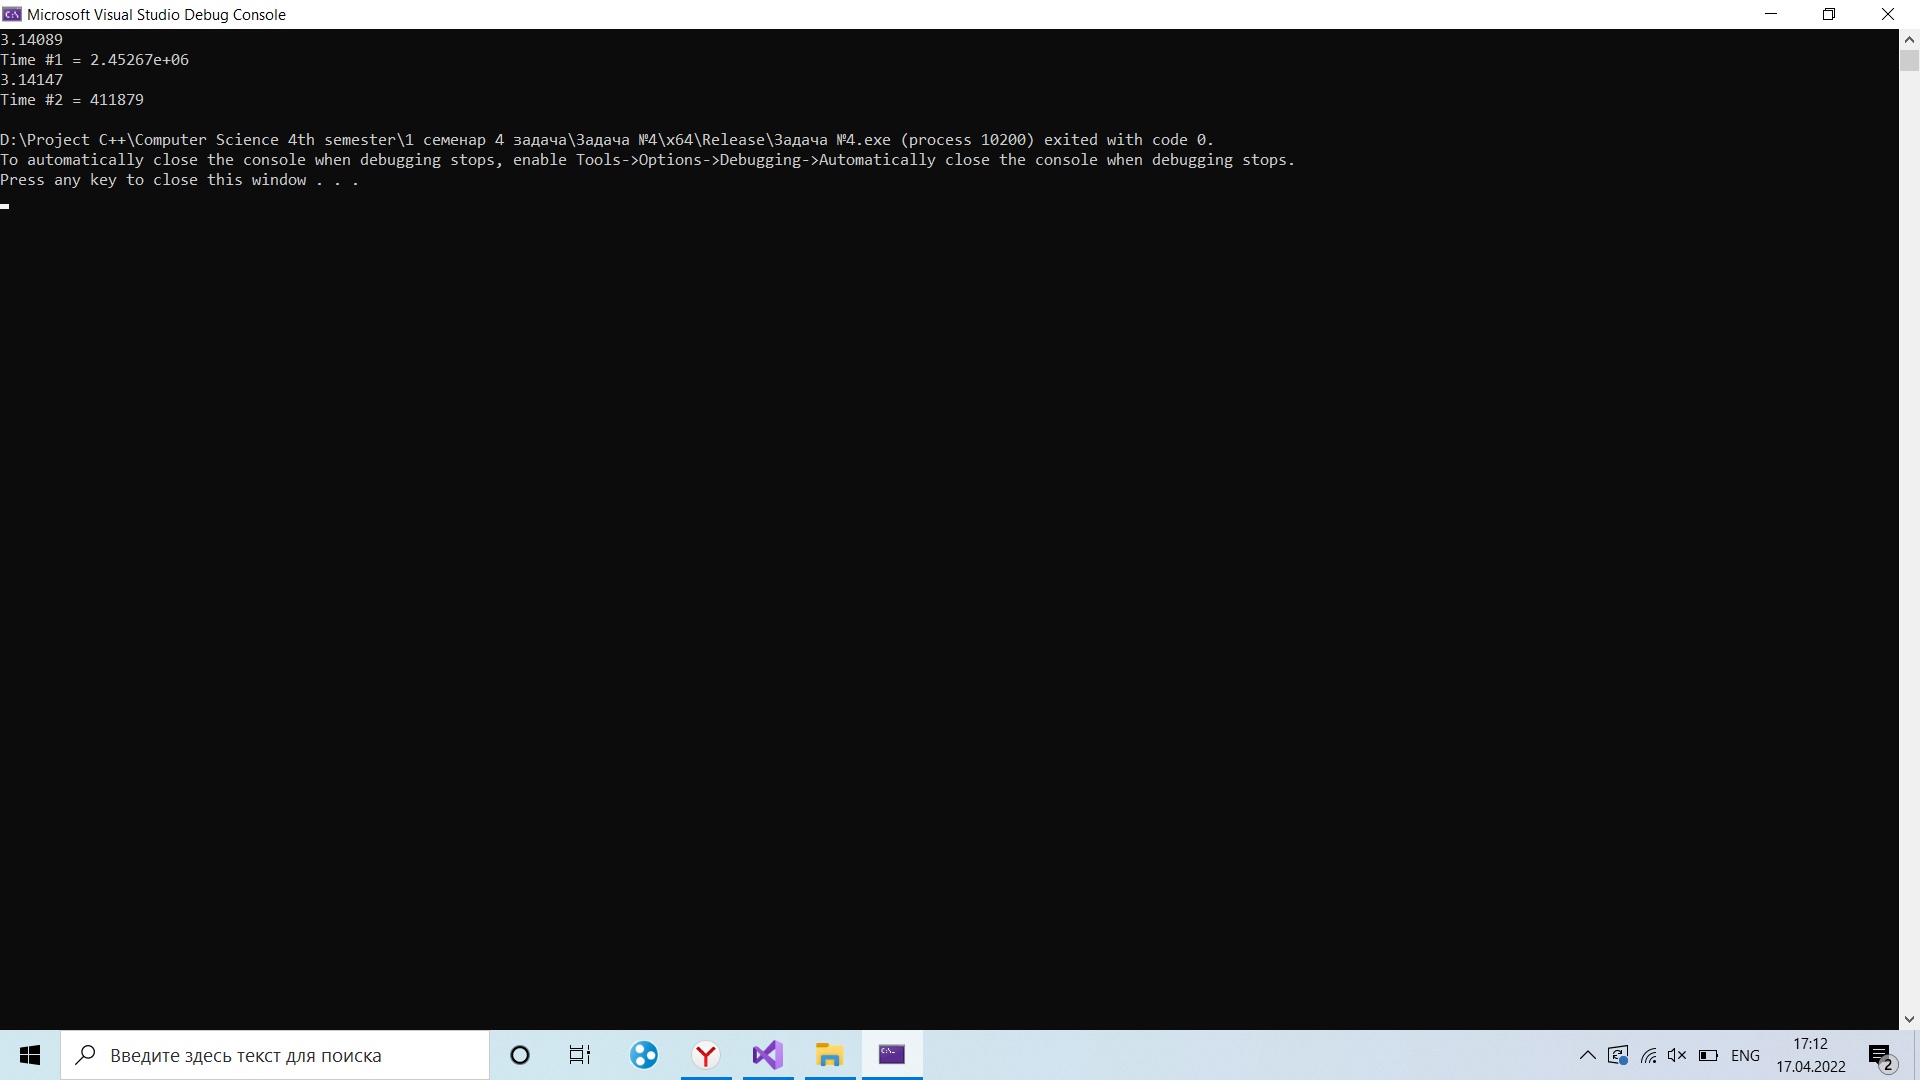 Microsoft Visual Studio Debug Console
3.14089
Time #1 = 2.45267e+06
3.14147
Time #2 = 411879
D:\Project C++\Computer Science 4th semester\1 семенар 4 задача\Задача №4\x64\Release\Задача №4.exe (process 10200) exited with code 0.
To automatically close the console when debugging stops, enable Tools->Options->Debugging->Automatically close the console when debugging stops.
Press any key to close this window . . .
Введите здесь текст для поиска
ENG
17:12
17.04.2022
2